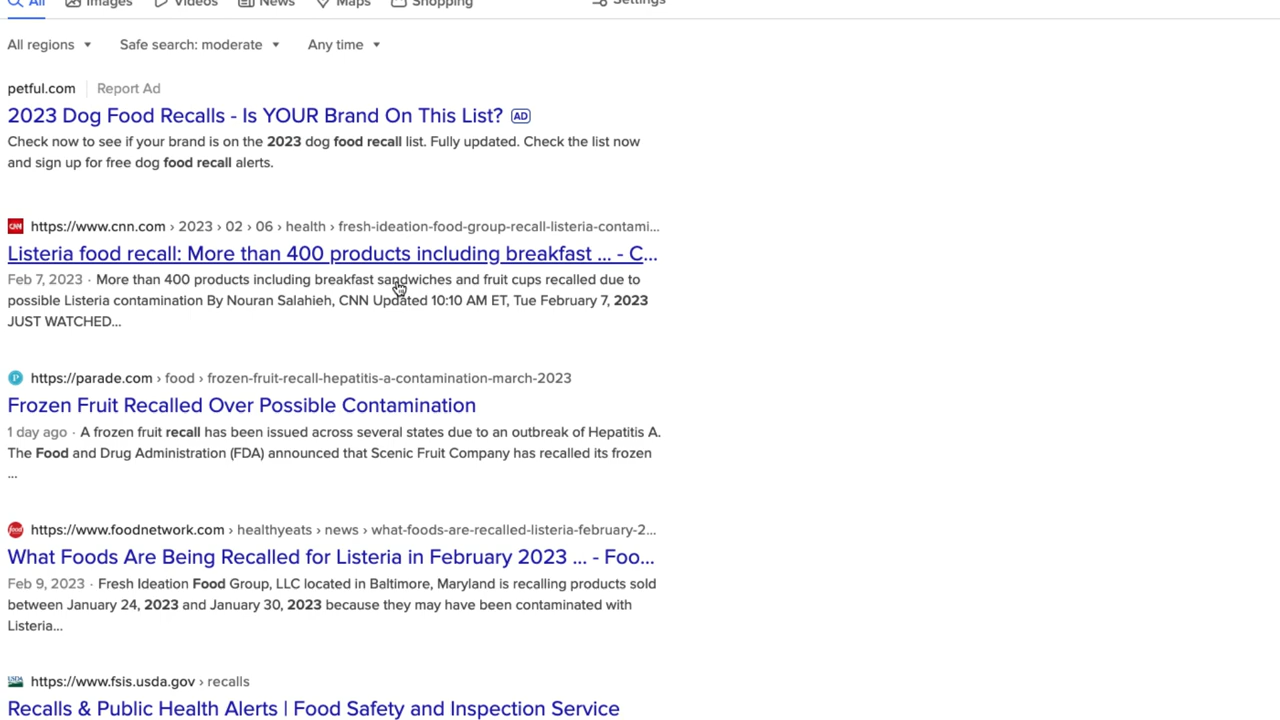 All Images Videos News Maps Shopping Settings
All regions Safe search: moderate Any time
petful.com Report Ad
2023 Dog Food Recalls - Is YOUR Brand On This List? AD
Check now to see if your brand is on the 2023 dog food recall list. Fully updated. Check the list now
and sign up for free dog food recall alerts.
CNN https://www.cnn.com › 2023 › 02 › 06 › health › fresh-ideation-food-group-recall-listeria-contami...
Listeria food recall: More than 400 products including breakfast ... - C...
Feb 7, 2023 · More than 400 products including breakfast sandwiches and fruit cups recalled due to
possible Listeria contamination By Nouran Salahieh, CNN Updated 10:10 AM ET, Tue February 7, 2023
JUST WATCHED...
P https://parade.com › food › frozen-fruit-recall-hepatitis-a-contamination-march-2023
Frozen Fruit Recalled Over Possible Contamination
1 day ago · A frozen fruit recall has been issued across several states due to an outbreak of Hepatitis A.
The Food and Drug Administration (FDA) announced that Scenic Fruit Company has recalled its frozen
...
food https://www.foodnetwork.com › healthyeats › news › what-foods-are-recalled-listeria-february-2...
What Foods Are Being Recalled for Listeria in February 2023 ... - Foo...
Feb 9, 2023 · Fresh Ideation Food Group, LLC located in Baltimore, Maryland is recalling products sold
between January 24, 2023 and January 30, 2023 because they may have been contaminated with
Listeria...
USDA https://www.fsis.usda.gov › recalls
Recalls & Public Health Alerts | Food Safety and Inspection Service